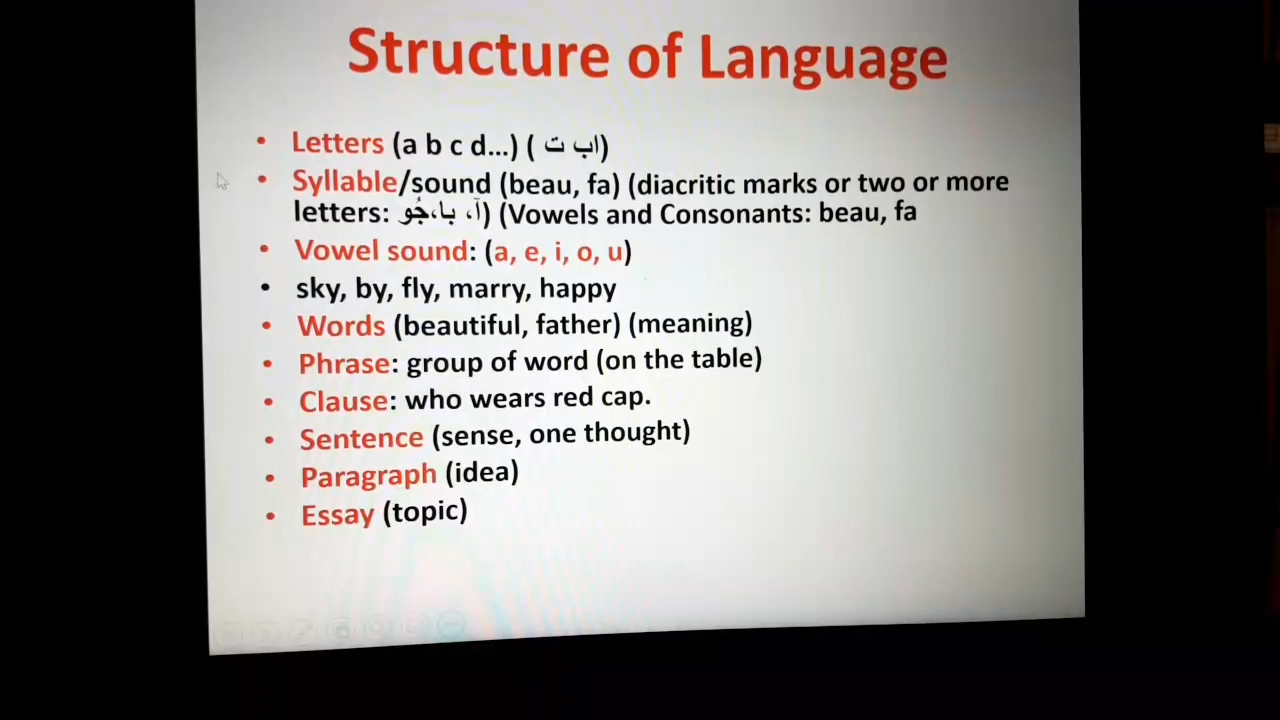 Structure of Language
• Letters (a b c d...) ( اب ت)
• Syllable/sound (beau, fa) (diacritic marks or two or more
letters: آ، با،جُو) (Vowels and Consonants: beau, fa
• Vowel sound: (a, e, i, o, u)
• sky, by, fly, marry, happy
• Words (beautiful, father) (meaning)
• Phrase: group of word (on the table)
• Clause: who wears red cap.
• Sentence (sense, one thought)
• Paragraph (idea)
• Essay (topic)